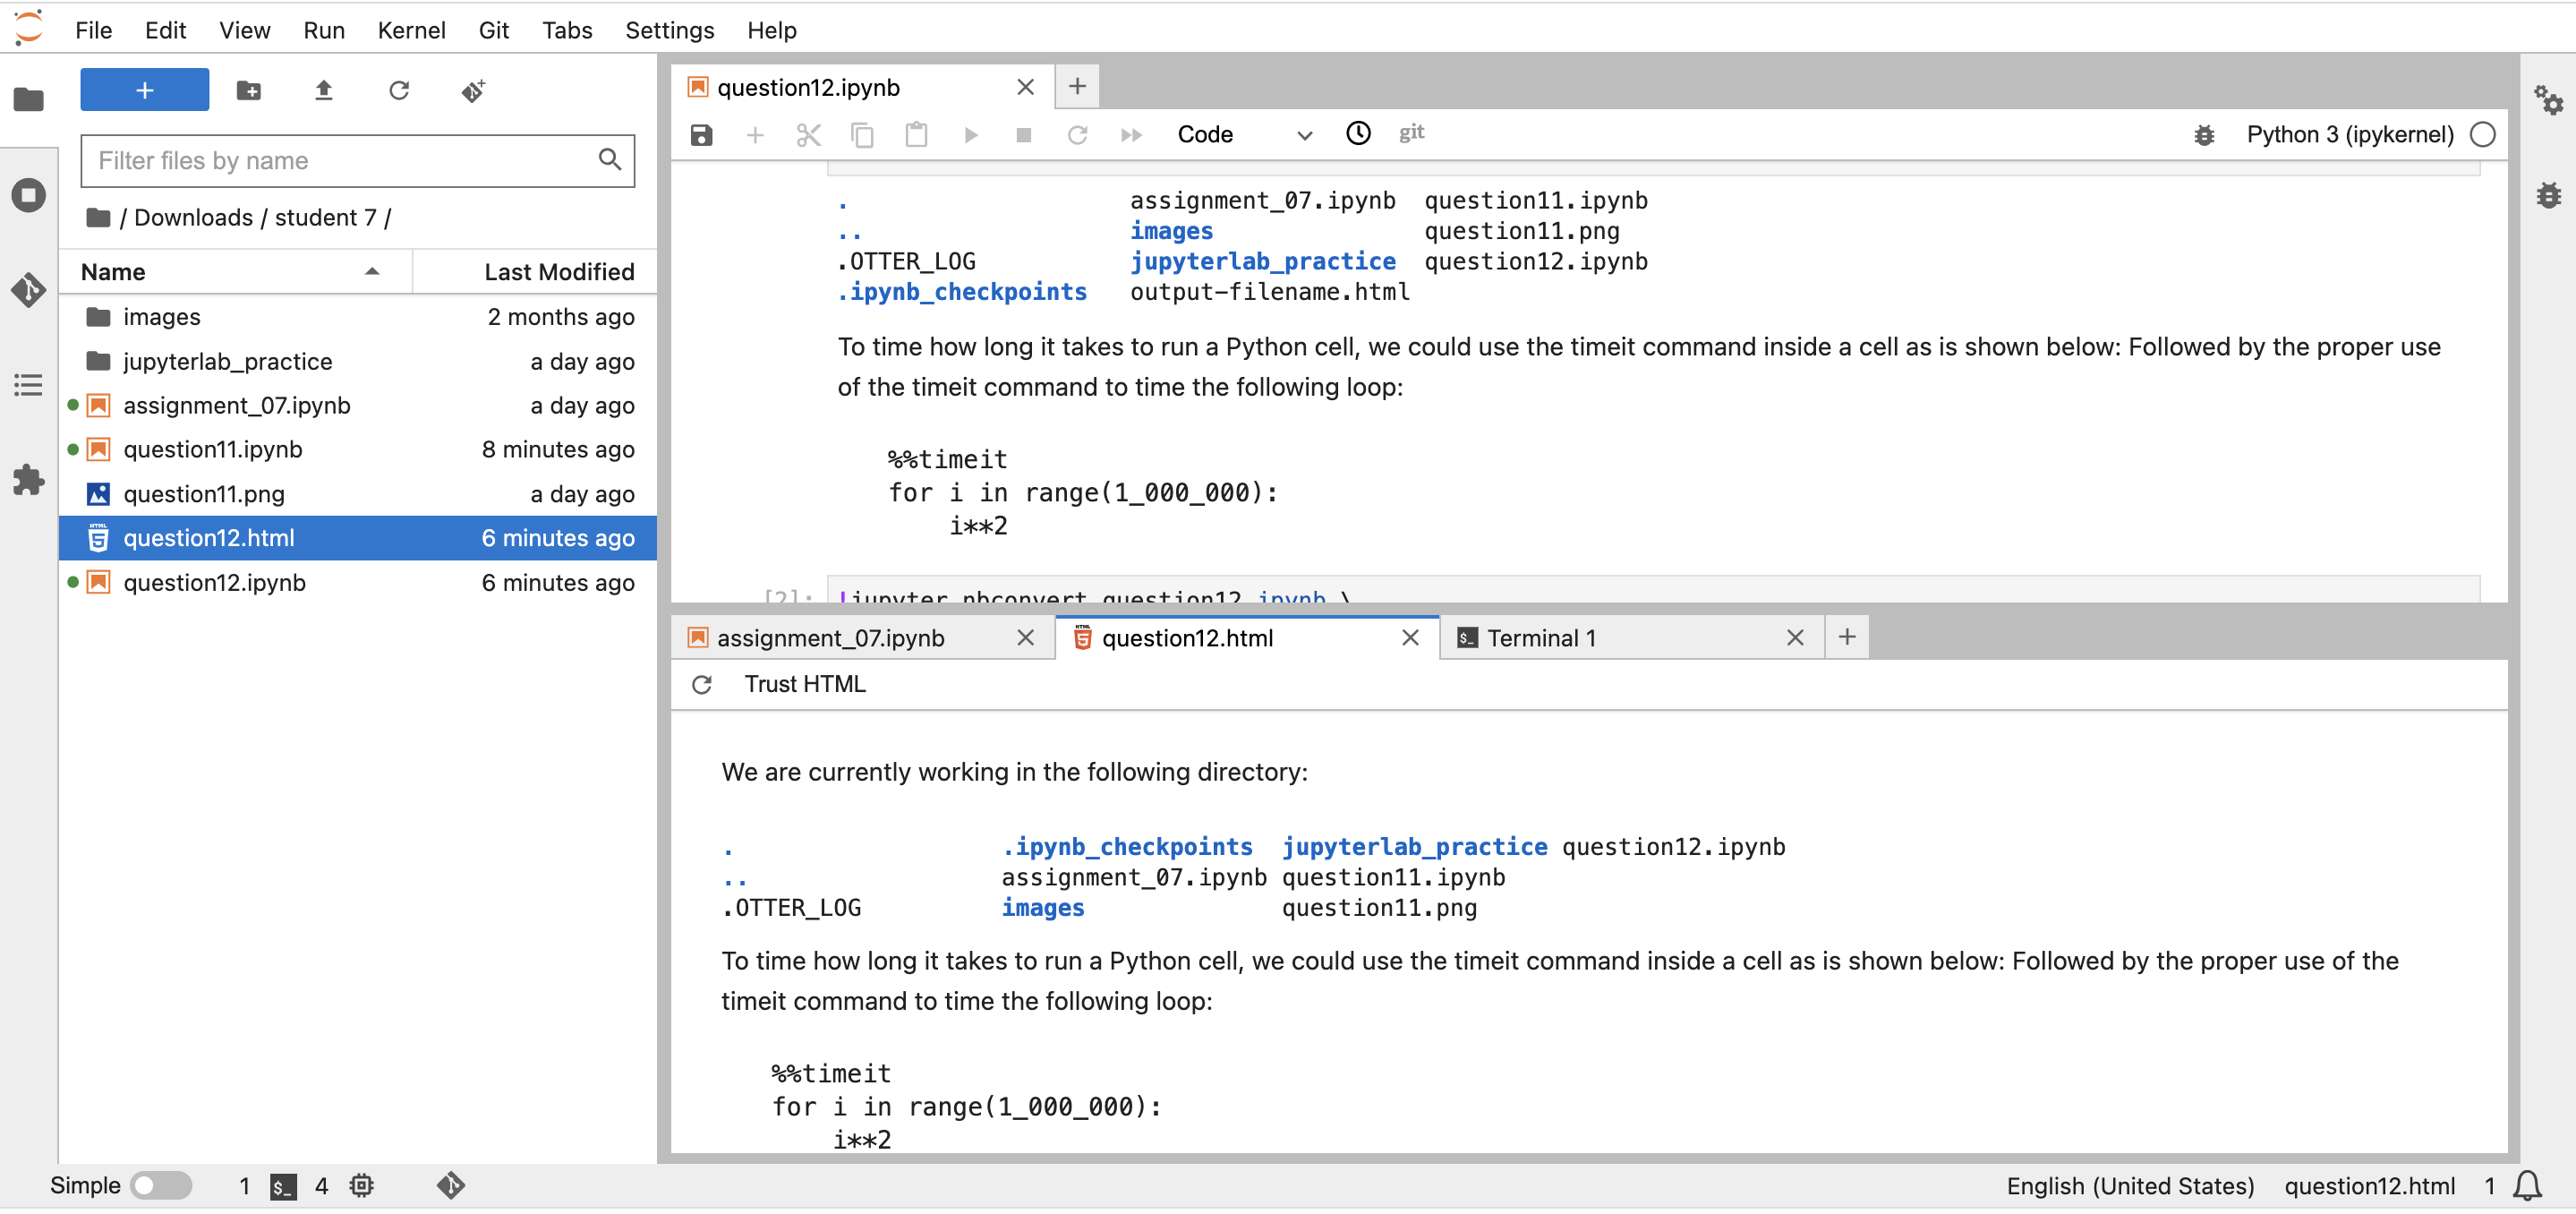 File Edit View Run Kernel Git Tabs Settings Help
+
Filter files by name
/ Downloads / student 7 /
Name Last Modified
images 2 months ago
jupyterlab_practice a day ago
assignment_07.ipynb a day ago
question11.ipynb 8 minutes ago
question11.png a day ago
question12.html 6 minutes ago
question12.ipynb 6 minutes ago
question12.ipynb
Code git Python 3 (ipykernel)
. assignment_07.ipynb question11.ipynb
.. images question11.png
.OTTER_LOG jupyterlab_practice question12.ipynb
.ipynb_checkpoints output-filename.html
To time how long it takes to run a Python cell, we could use the timeit command inside a cell as is shown below: Followed by the proper use
of the timeit command to time the following loop:
%%timeit
for i in range(1_000_000):
i**2
[2]: !jupyter nbconvert question12.ipynb \
assignment_07.ipynb question12.html Terminal 1
Trust HTML
We are currently working in the following directory:
. .ipynb_checkpoints jupyterlab_practice question12.ipynb
.. assignment_07.ipynb question11.ipynb
.OTTER_LOG images question11.png
To time how long it takes to run a Python cell, we could use the timeit command inside a cell as is shown below: Followed by the proper use of the
timeit command to time the following loop:
%%timeit
for i in range(1_000_000):
i**2
Simple 1 $_ 4 English (United States) question12.html 1